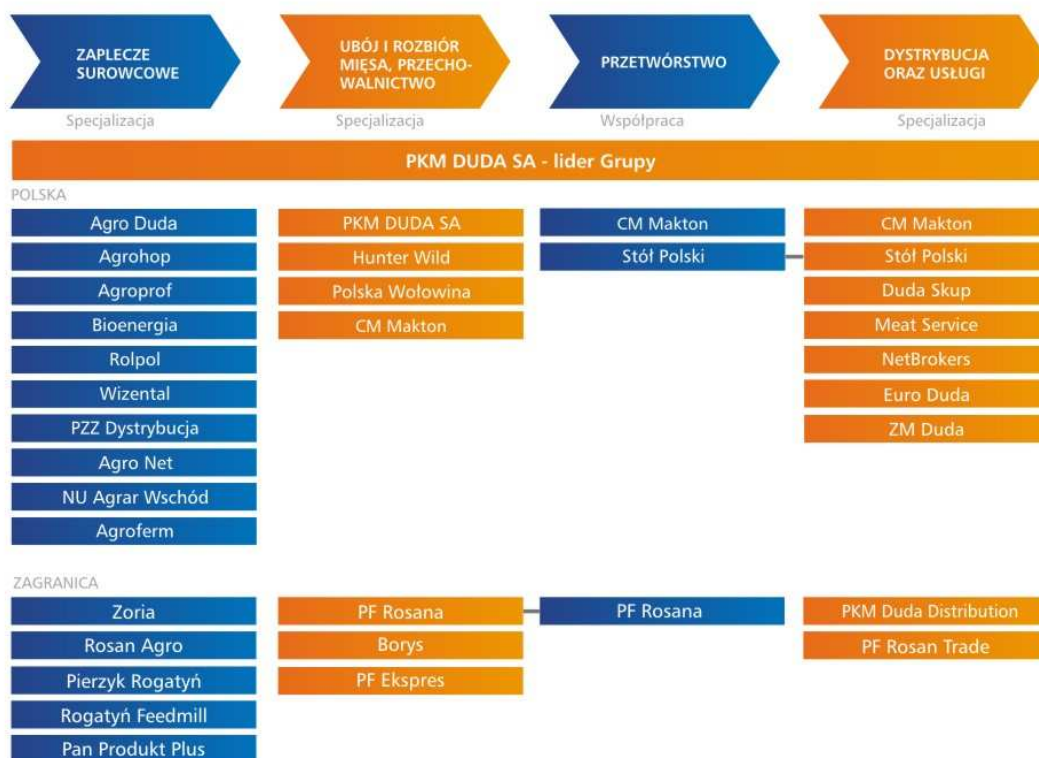 ZAPLECZE
SUROWCOWE
Specjalizacja
UBÓJ I ROZBIÓR
MIĘSA, PRZECHO-
WALNICTWO
Specjalizacja
PRZETWÓRSTWO
Współpraca
DYSTRYBUCJA
ORAZ USŁUGI
Specjalizacja
PKM DUDA SA - lider Grupy
POLSKA
Agro Duda
Agrohop
Agroprof
Bioenergia
Rolpol
Wizental
PZZ Dystrybucja
Agro Net
NU Agrar Wschód
Agroferm
PKM DUDA SA
Hunter Wild
Polska Wołowina
CM Makton
CM Makton
Stół Polski
CM Makton
Stół Polski
Duda Skup
Meat Service
NetBrokers
Euro Duda
ZM Duda
ZAGRANICA
Zoria
Rosan Agro
Pierzyk Rogatyń
Rogatyń Feedmill
Pan Produkt Plus
PF Rosana
Borys
PF Ekspres
PF Rosana
PKM Duda Distribution
PF Rosan Trade